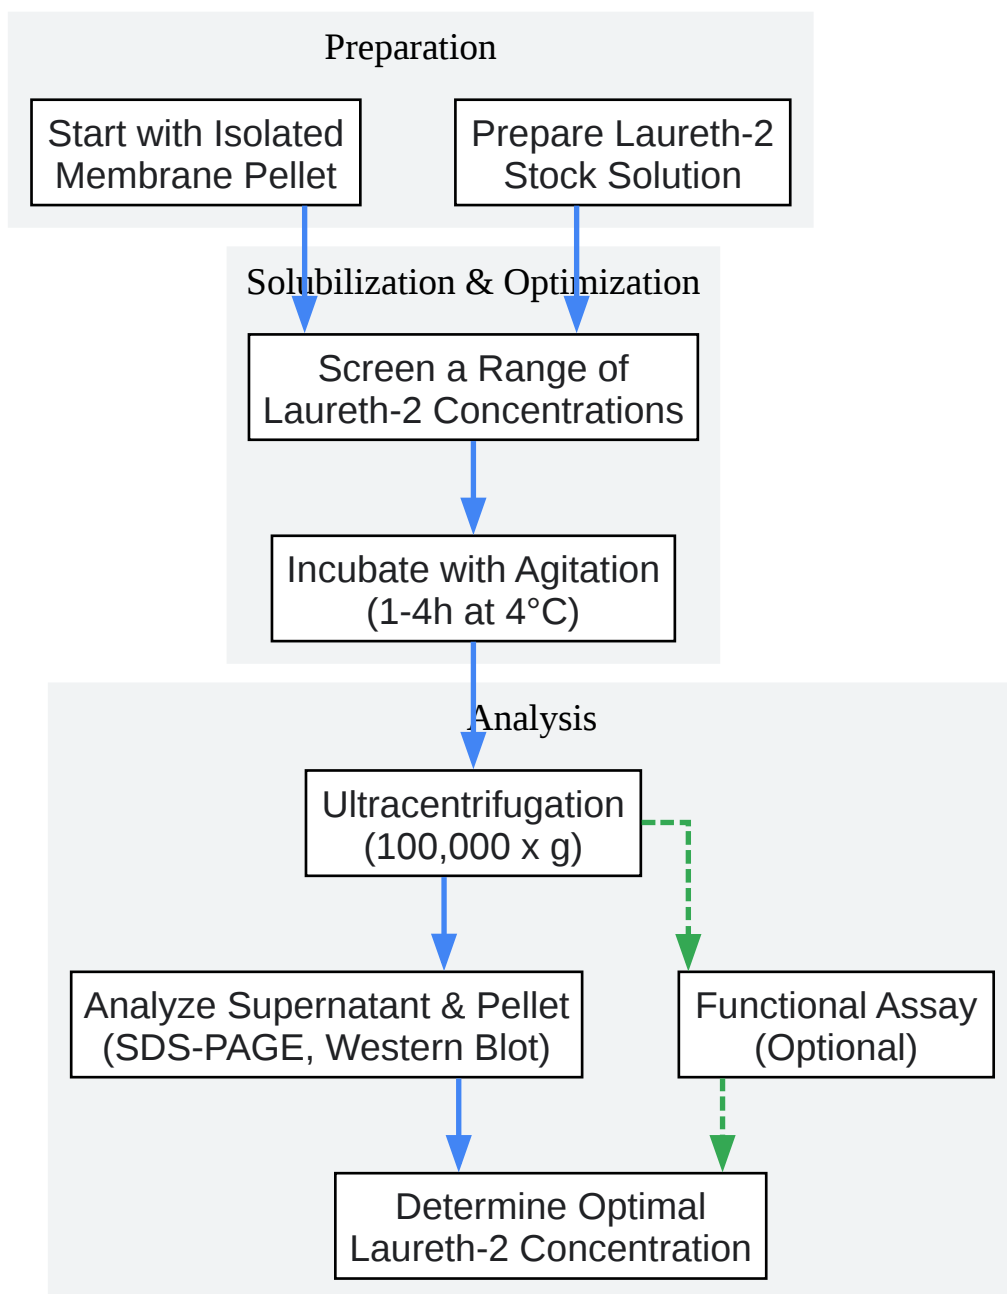 Preparation
Start with Isolated
Membrane Pellet
Prepare Laureth-2
Stock Solution
Solubilization & Optimization
Screen a Range of
Laureth-2 Concentrations
Incubate with Agitation
(1-4h at 4°C)
Analysis
Ultracentrifugation
(100,000 x g)
Analyze Supernatant & Pellet
(SDS-PAGE, Western Blot)
Functional Assay
(Optional)
Determine Optimal
Laureth-2 Concentration